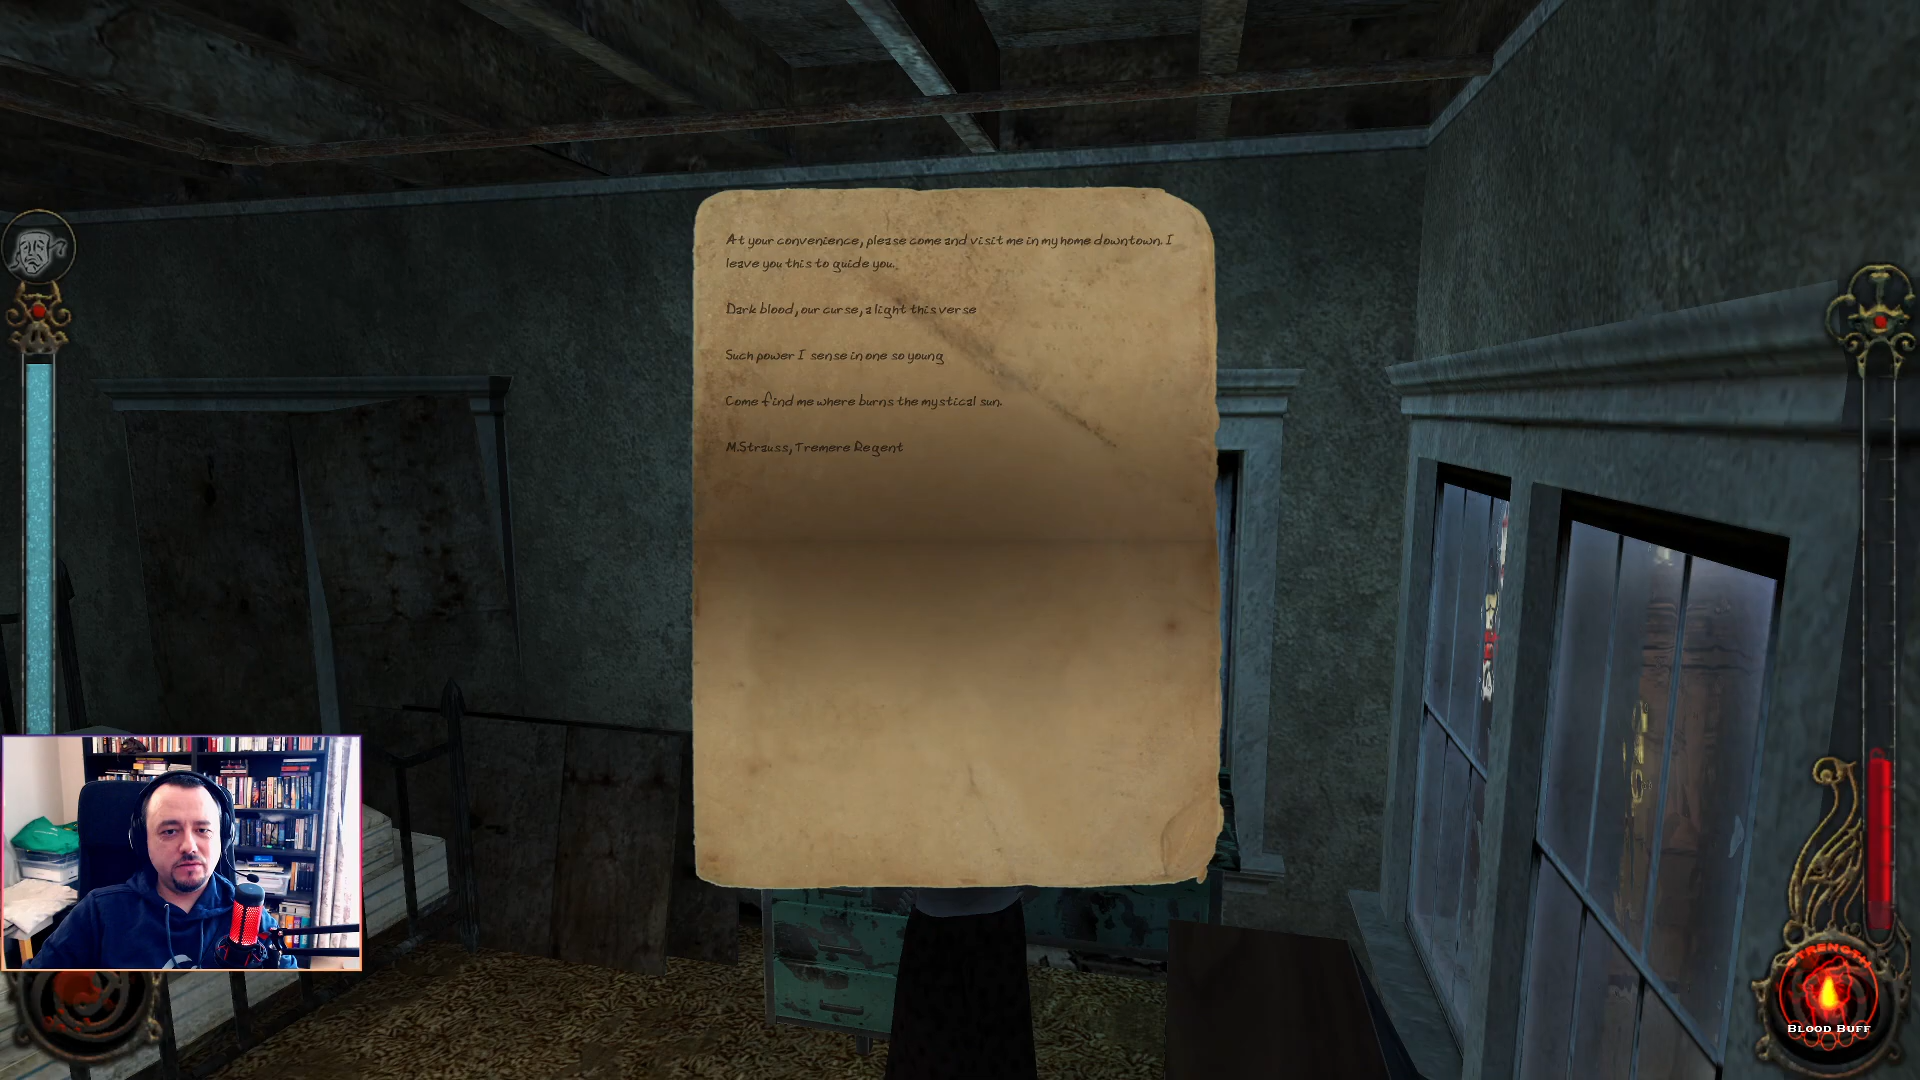 At your convenience, please come and visit me in my home downtown. I
leave you this to guide you.
Dark blood, our curse, alight this verse
Such power I sense in one so young
Come find me where burns the mystical sun.
M.Strauss, Tremere Regent
STRENGTH
BLOOD BUFF